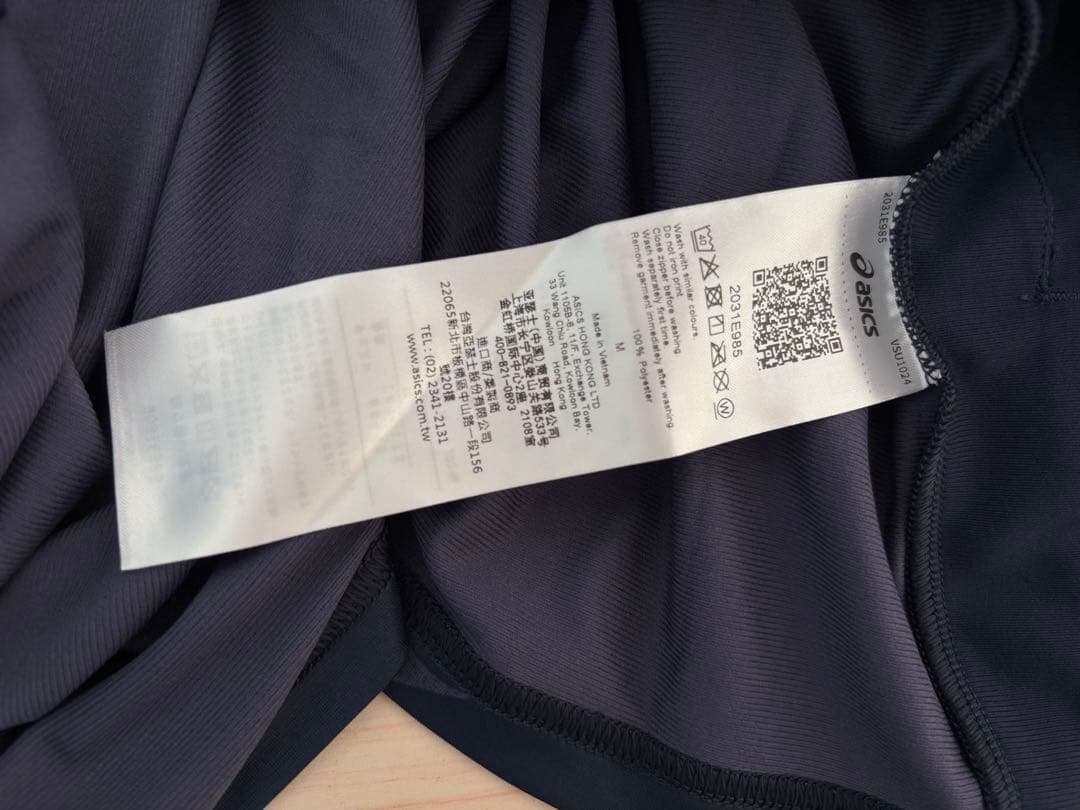 2031E985
asics
VSU1024
2031E985
40
W
Wash with similar colours.
Do not iron print
Close zipper before washing
Wash separately first time.
Remove garment immediately after washing.
100% Polyester
M
Made in Vietnam
ASICS HONG KONG LTD
Unit 1105B-6, 11/F, Exchange Tower,
33 Wang Chiu Road, Kowloon Bay,
Kowloon Hong Kong
亚瑟士(中国)商贸有限公司
上海市长宁区娄山关路533号
金虹桥国际中心2座 2108室
400-821-0893
進口商/委製商
台灣亞瑟士股份有限公司
22065新北市板橋區中山路一段156
號20樓
TEL:(02) 2341-2131
www.asics.com.tw